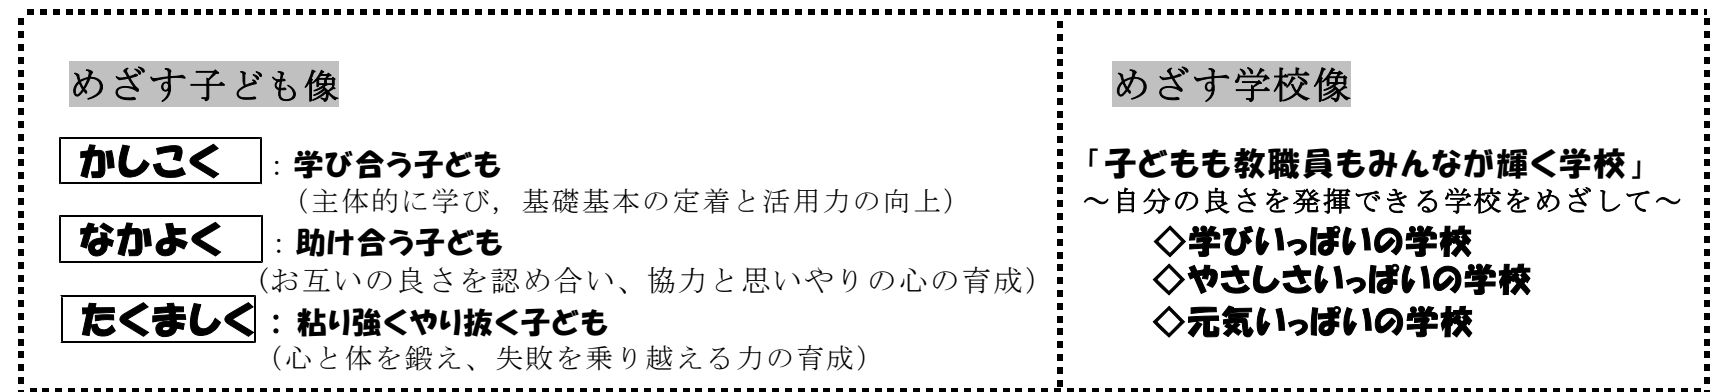 めざす子ども像
かしこく : 学び合う子ども
(主体的に学び，基礎基本の定着と活用力の向上)
なかよく : 助け合う子ども
(お互いの良さを認め合い、協力と思いやりの心の育成)
たくましく : 粘り強くやり抜く子ども
(心と体を鍛え、失敗を乗り越える力の育成)
めざす学校像
「子どもも教職員もみんなが輝く学校」
～自分の良さを発揮できる学校をめざして～
◇学びいっぱいの学校
◇やさしさいっぱいの学校
◇元気いっぱいの学校